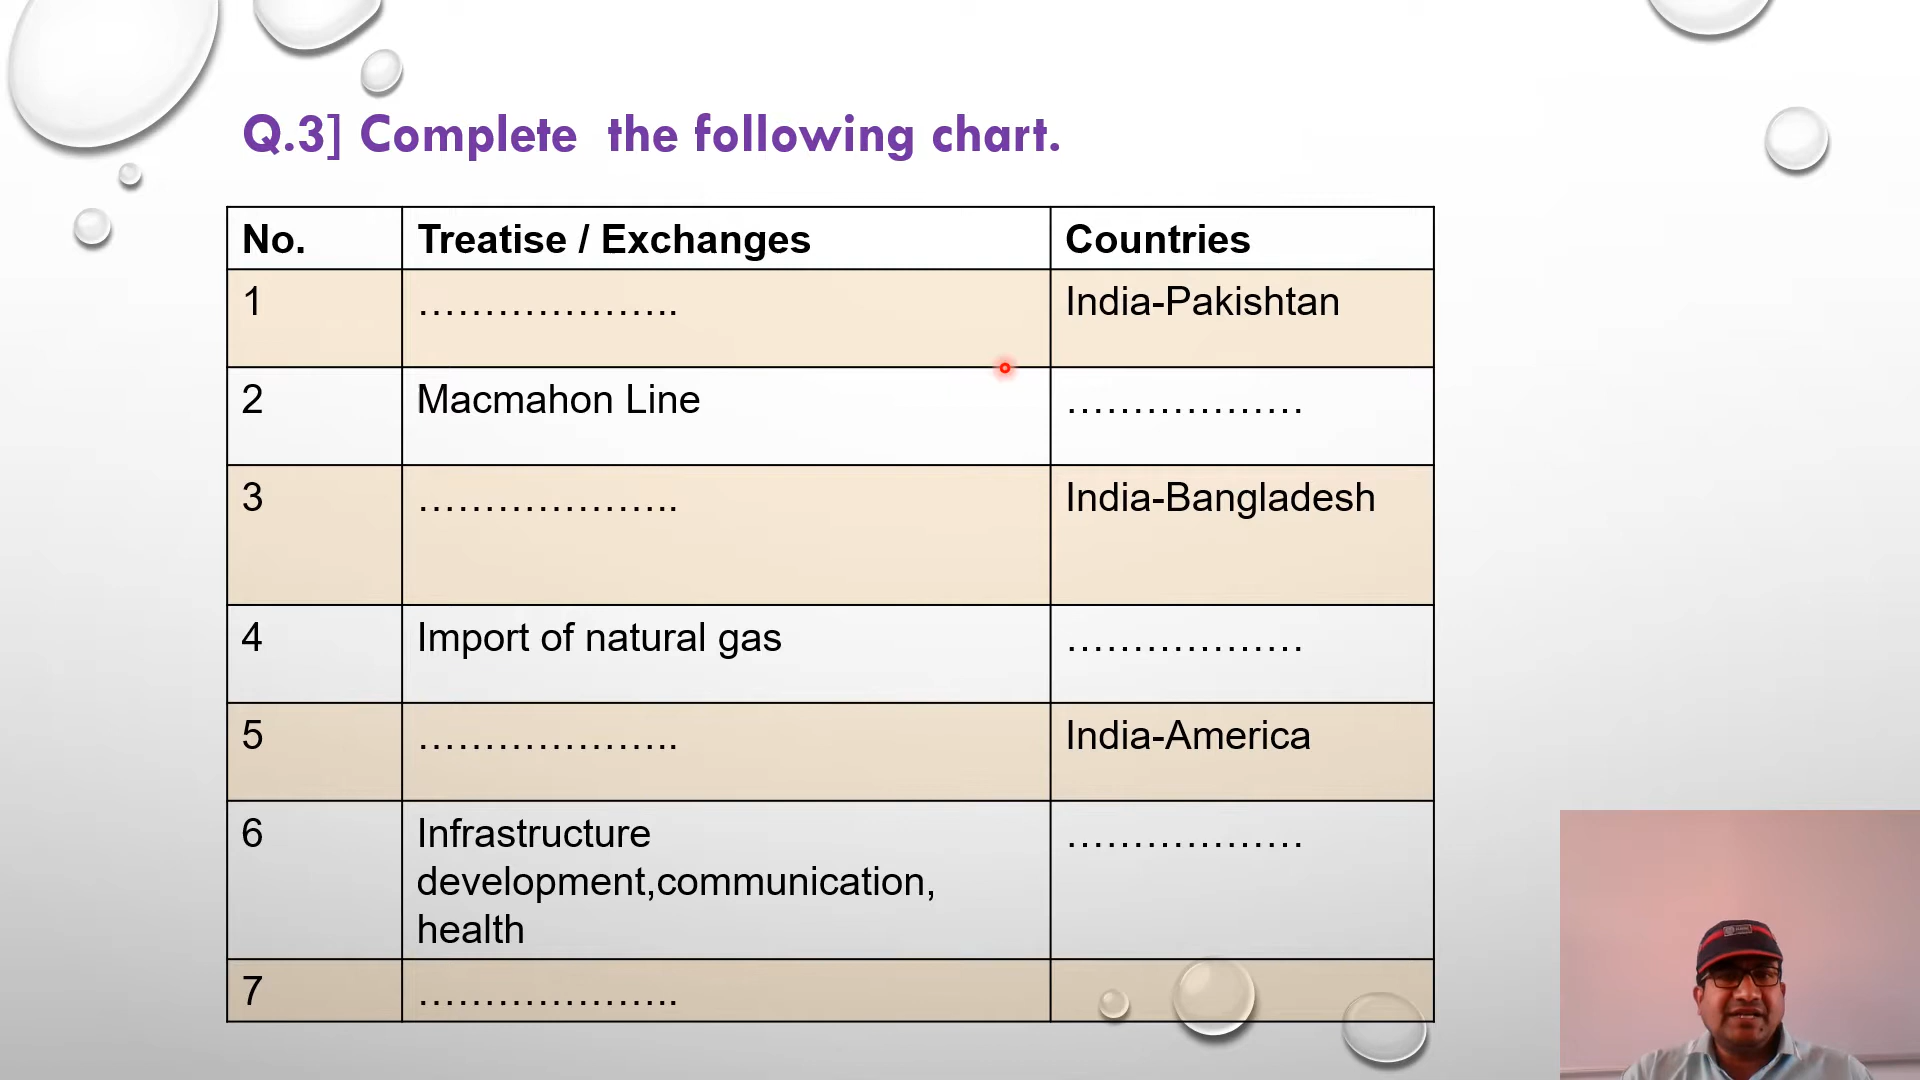 Q.3] Complete the following chart.
No. Treatise / Exchanges Countries
1 ………………….. India-Pakishtan
2 Macmahon Line ………………
3 ………………….. India-Bangladesh
4 Import of natural gas ………………
5 ………………….. India-America
6 Infrastructure ………………
development,communication,
health
7 …………………..